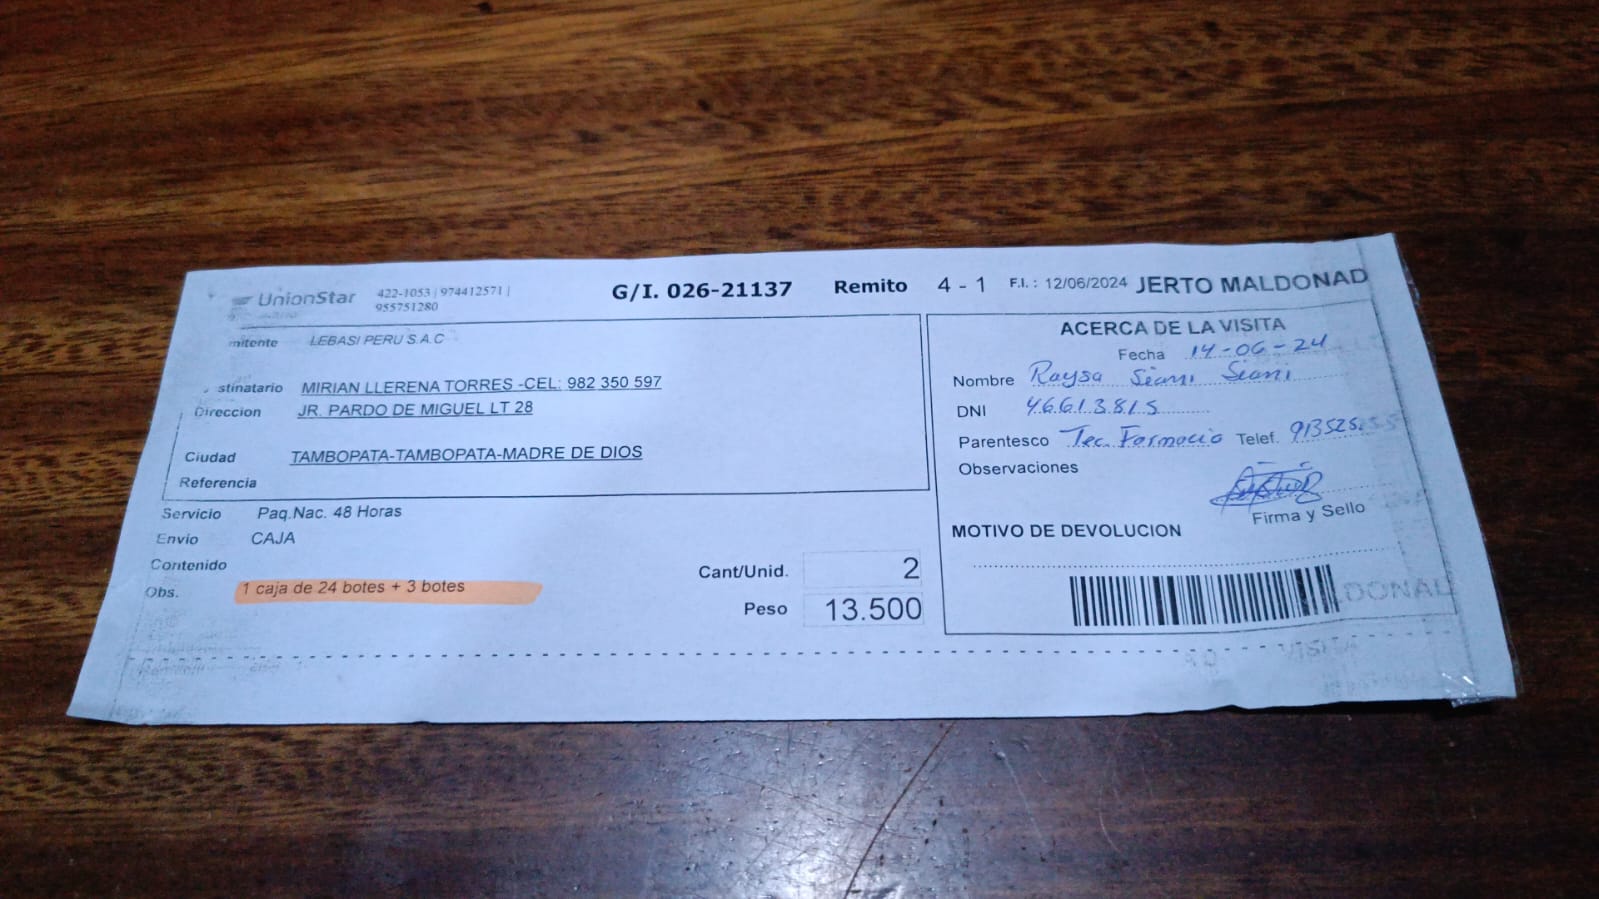 UnionStar 422-1053 | 974412571 |
955751280
G/I. 026-21137 Remito 4 - 1 F.I. : 12/06/2024 JERTO MALDONAD
mitente LEBASI PERU S.A.C
stinatario MIRIAN LLERENA TORRES -CEL: 982 350 597
Direccion JR. PARDO DE MIGUEL LT 28
Ciudad TAMBOPATA-TAMBOPATA-MADRE DE DIOS
Referencia
Servicio Paq.Nac. 48 Horas
Envio CAJA
Contenido
Obs. 1 caja de 24 botes + 3 botes
Cant/Unid. 2
Peso 13.500
ACERCA DE LA VISITA
Fecha 14-06-24
Nombre Raysa Siani Siani
DNI 46613815
Parentesco Tec. Farmacia Telef.
Observaciones
Firma y Sello
MOTIVO DE DEVOLUCION
DONAL